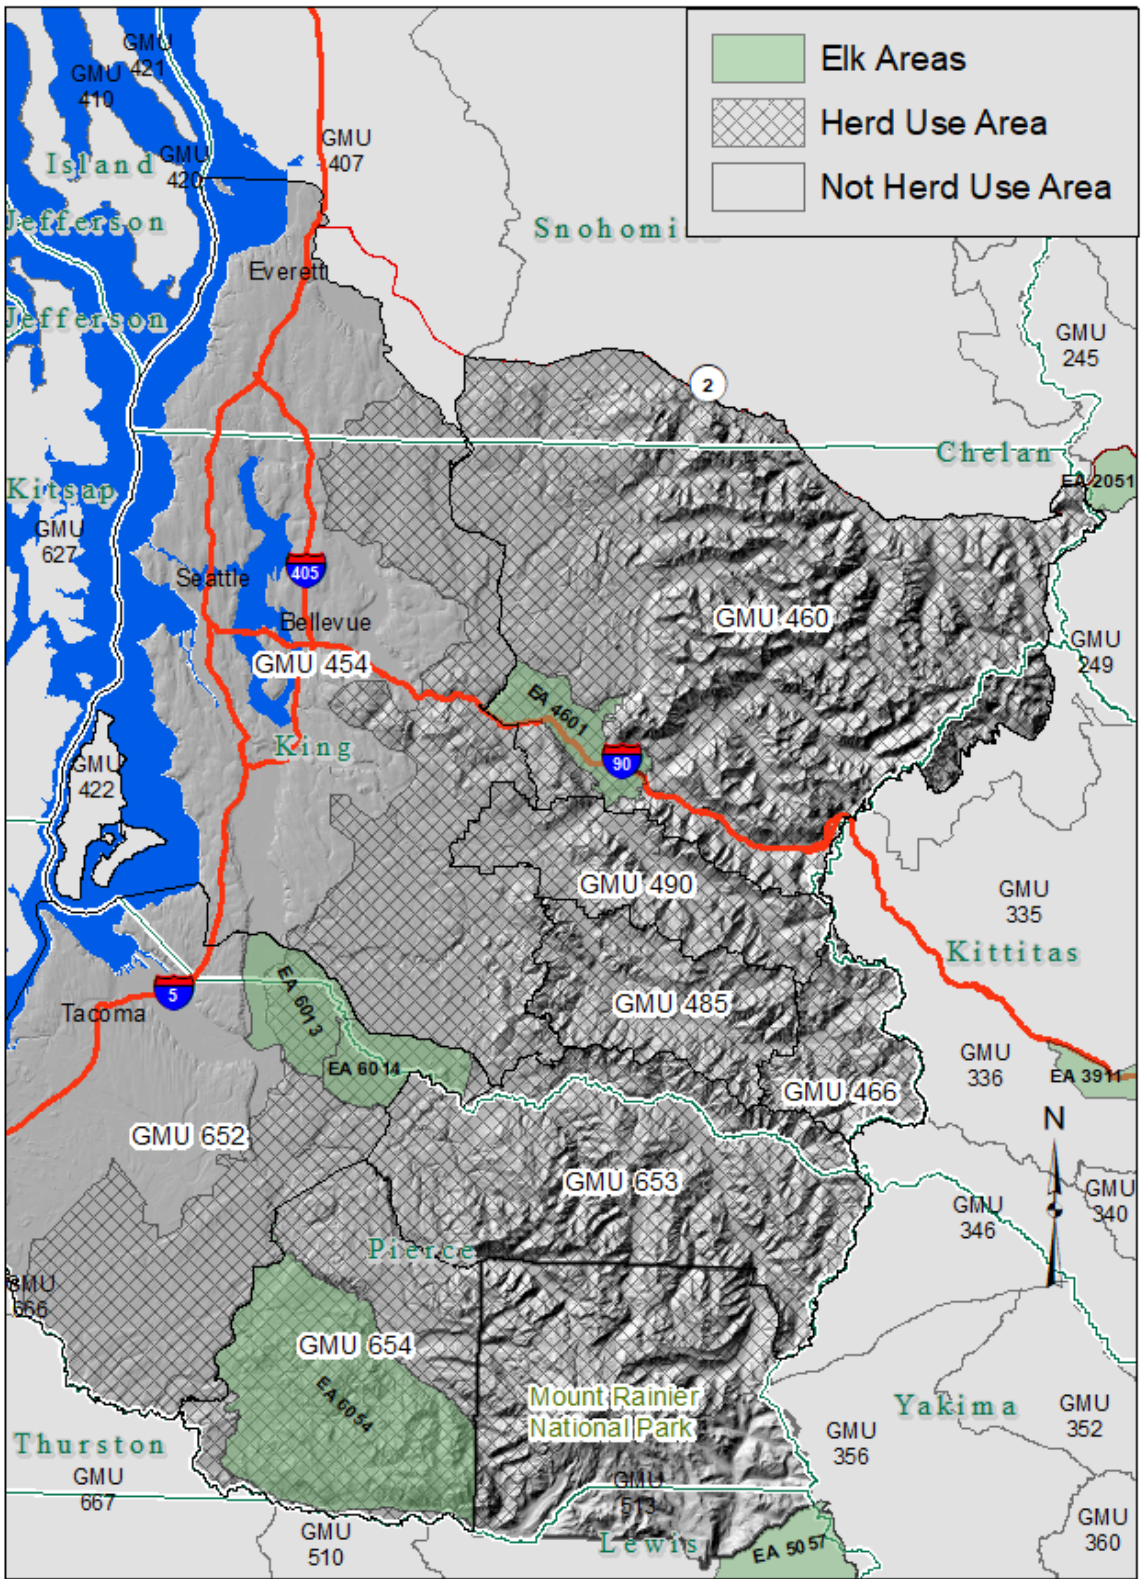 GMU
421
GMU
410
GMU
407
Island
GMU
420
Jefferson
Snohomi
Elk Areas
Herd Use Area
Not Herd Use Area
Everett
Jefferson
GMU
245
2
Chelan
EA 2051
Kitsap
GMU
627
Seattle
405
Bellevue
GMU 454
GMU 460
GMU
249
EA 4601
King
90
GMU
422
GMU 490
GMU
335
Kittitas
EA 6013
5
Tacoma
GMU 485
EA 6014
GMU
336
EA 3911
GMU 466
N
GMU 652
GMU 653
GMU
340
GMU
346
Pierce
GMU
666
GMU 654
EA 6054
Mount Rainier
National Park
Yakima
GMU
352
GMU
356
Thurston
GMU
667
GMU
513
GMU
510
Lewis
EA 5057
GMU
360